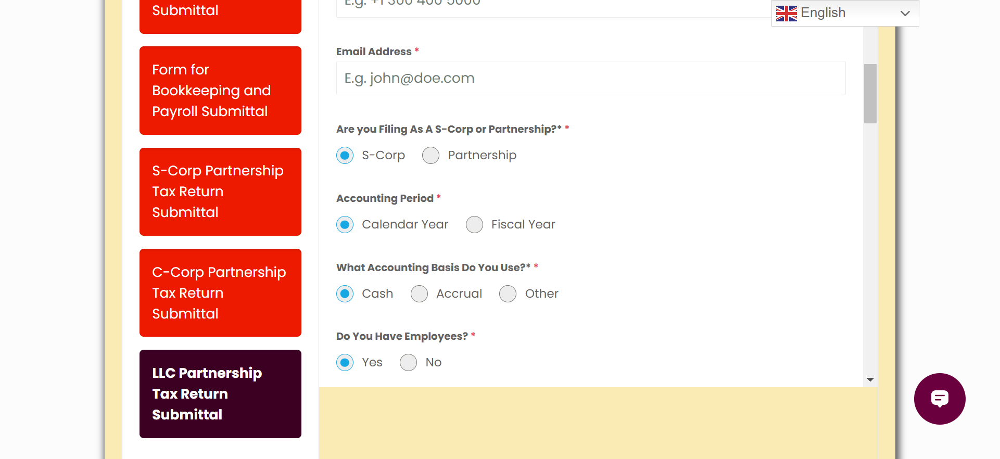 Submittal
Form for
Bookkeeping and
Payroll Submittal
S-Corp Partnership
Tax Return
Submittal
C-Corp Partnership
Tax Return
Submittal
LLC Partnership
Tax Return
Submittal
E.g. +1 300 400 5000
English
Email Address *
E.g. john@doe.com
Are you Filing As A S-Corp or Partnership?* *
S-Corp Partnership
Accounting Period *
Calendar Year Fiscal Year
What Accounting Basis Do You Use?* *
Cash Accrual Other
Do You Have Employees? *
Yes No